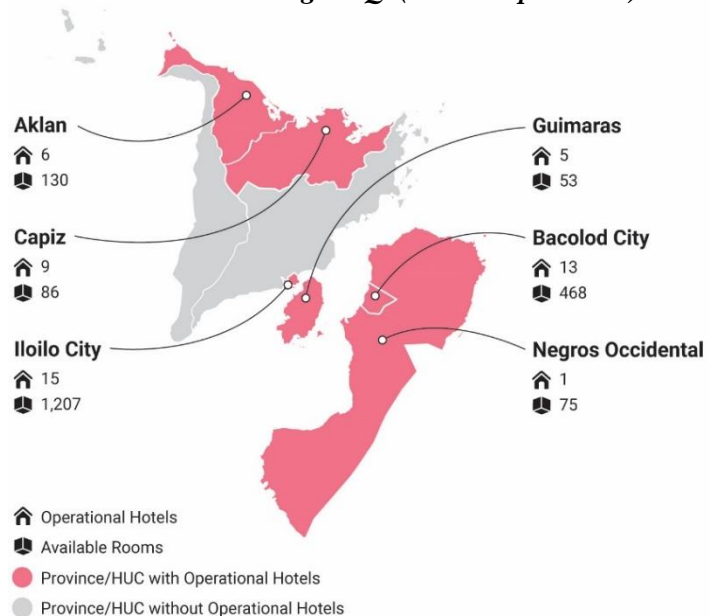 Aklan
6
130
Capiz
9
86
Iloilo City
15
1,207
Guimaras
5
53
Bacolod City
13
468
Negros Occidental
1
75
Operational Hotels
Available Rooms
Province/HUC with Operational Hotels
Province/HUC without Operational Hotels